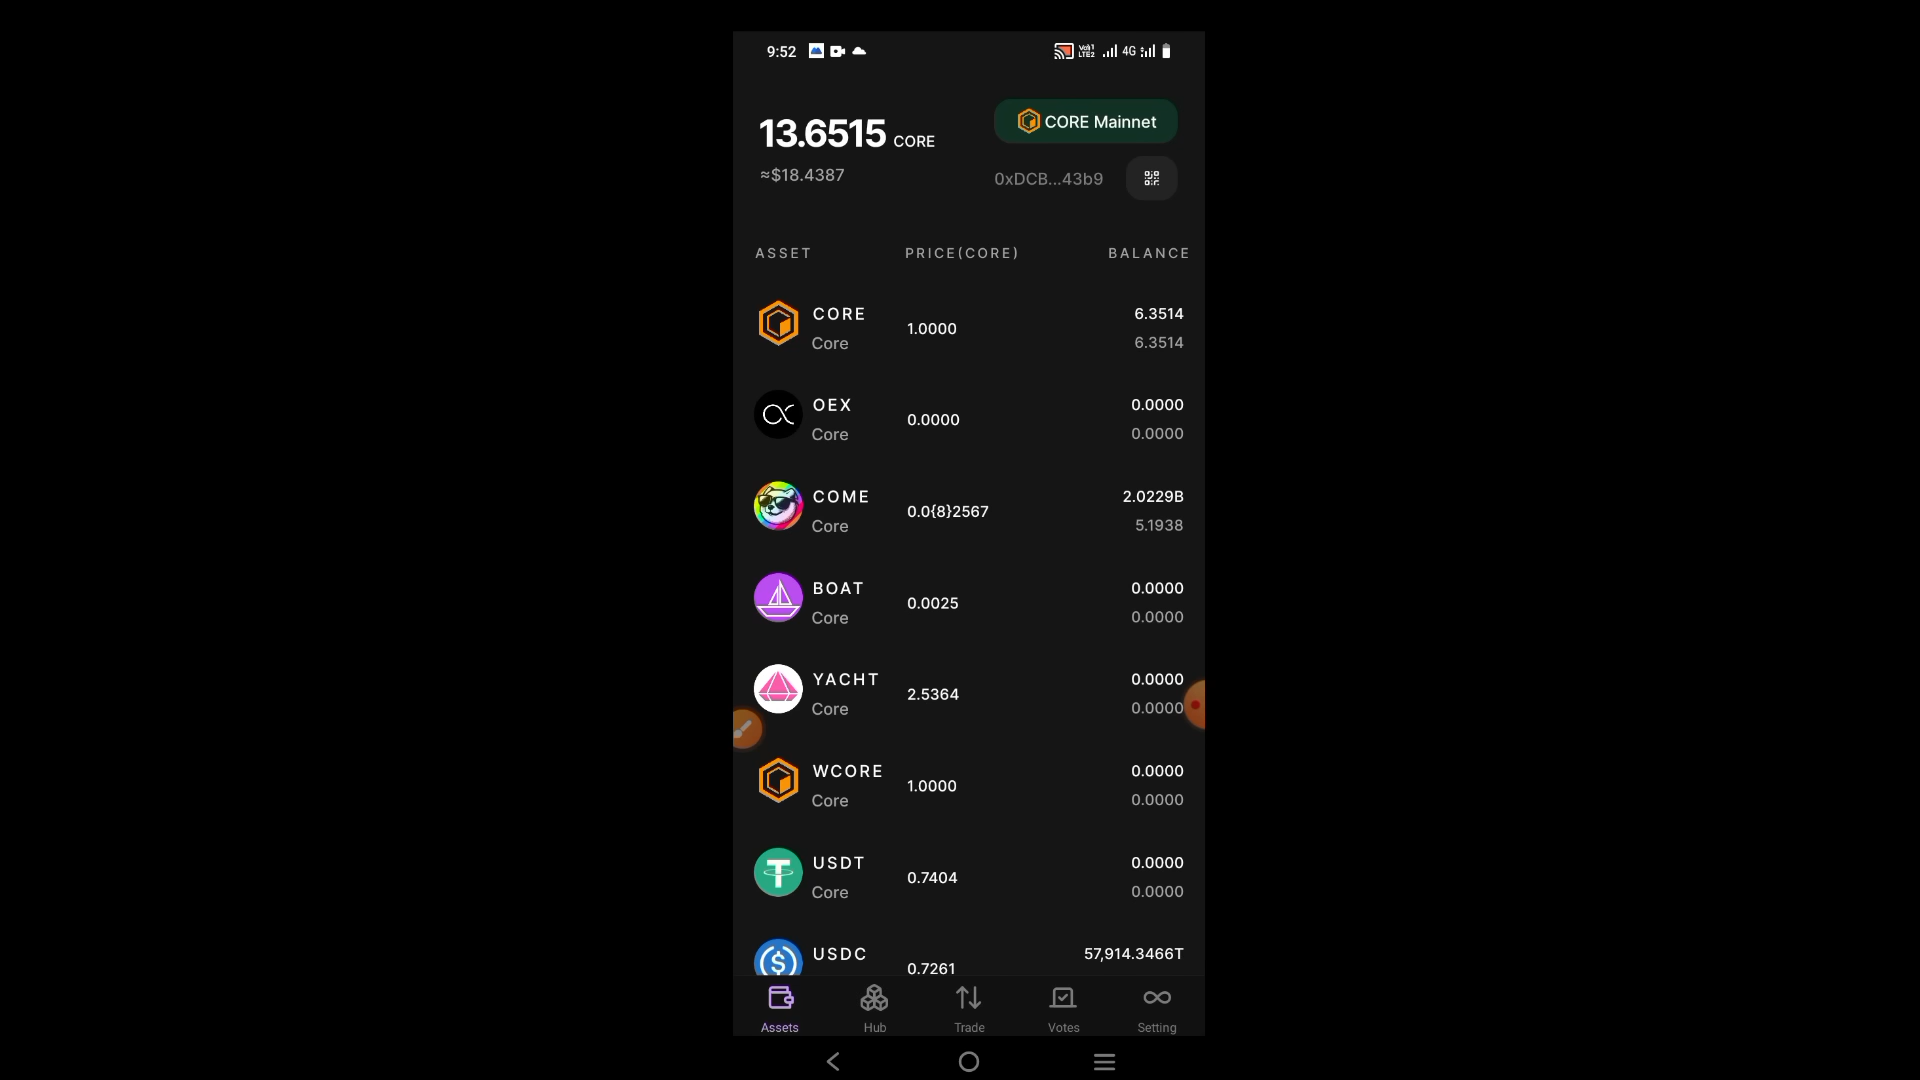 9:52
Vo1
LTE2
4G
13.6515 CORE
≈$18.4387
CORE Mainnet
0xDCB...43b9
ASSET PRICE(CORE) BALANCE
CORE
Core
1.0000
6.3514
6.3514
OEX
Core
0.0000
0.0000
0.0000
COME
Core
0.0{8}2567
2.0229B
5.1938
BOAT
Core
0.0025
0.0000
0.0000
YACHT
Core
2.5364
0.0000
0.0000
WCORE
Core
1.0000
0.0000
0.0000
USDT
Core
0.7404
0.0000
0.0000
USDC
0.7261
57,914.3466T
Assets Hub Trade Votes Setting